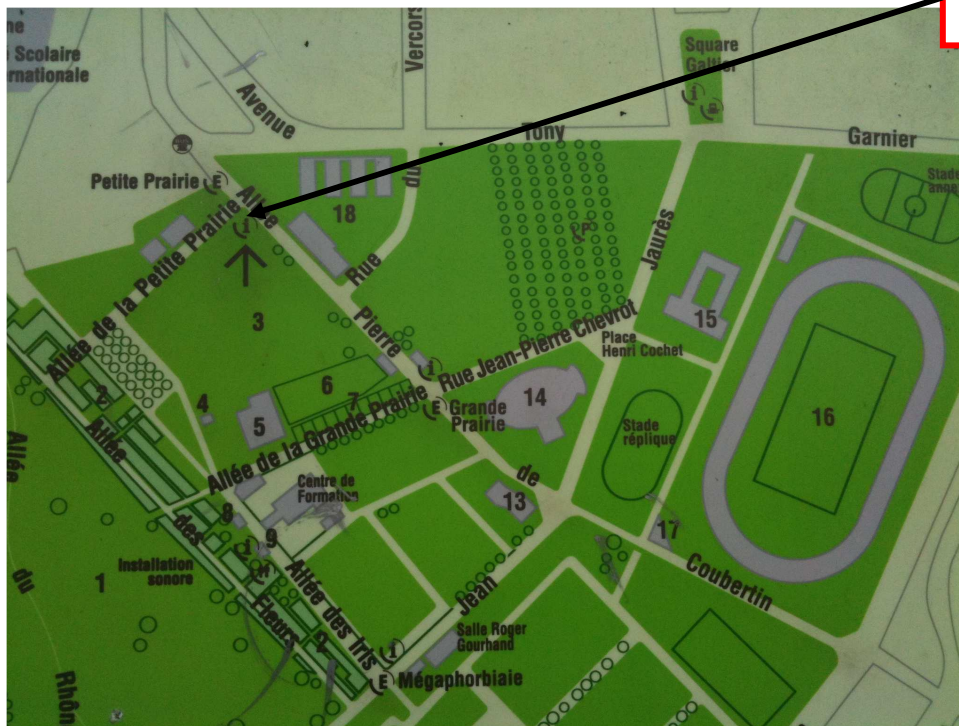 Scolaire
Vercors
Square
Galtier
i
Avenue
Tony
Garnier
Petite Prairie E
Allée
Stade
du
18
P
Rue
Jaurès
Allée de la Petite Prairie
i
3
Pierre
15
Place
Henri Cochet
Rue Jean-Pierre Chevrot
i
6
7
2
4
5
E Grande
Prairie
14
16
Stade
réplique
Allée de la Grande Prairie
Allée
Allée
de
Centre de
Formation
13
8
9
17
des
i
Installation
sonore
1
du
Coubertin
Fleurs
Allée des Iris
Jean
2
Salle Roger
Gourhand
i
E Mégaphorbiaie
Rhôn